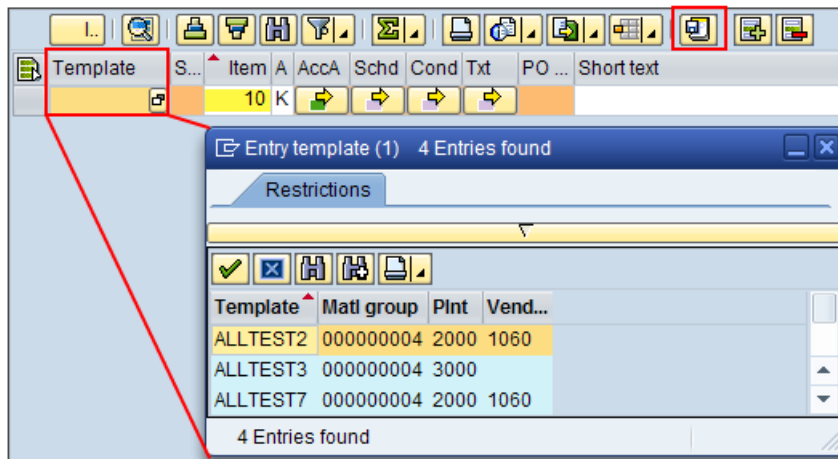 I..
Template S... Item A AccA Schd Cond Txt PO ... Short text
10 K
Entry template (1) 4 Entries found
Restrictions
Template Matl group Plnt Vend...
ALLTEST2 000000004 2000 1060
ALLTEST3 000000004 3000
ALLTEST7 000000004 2000 1060
4 Entries found